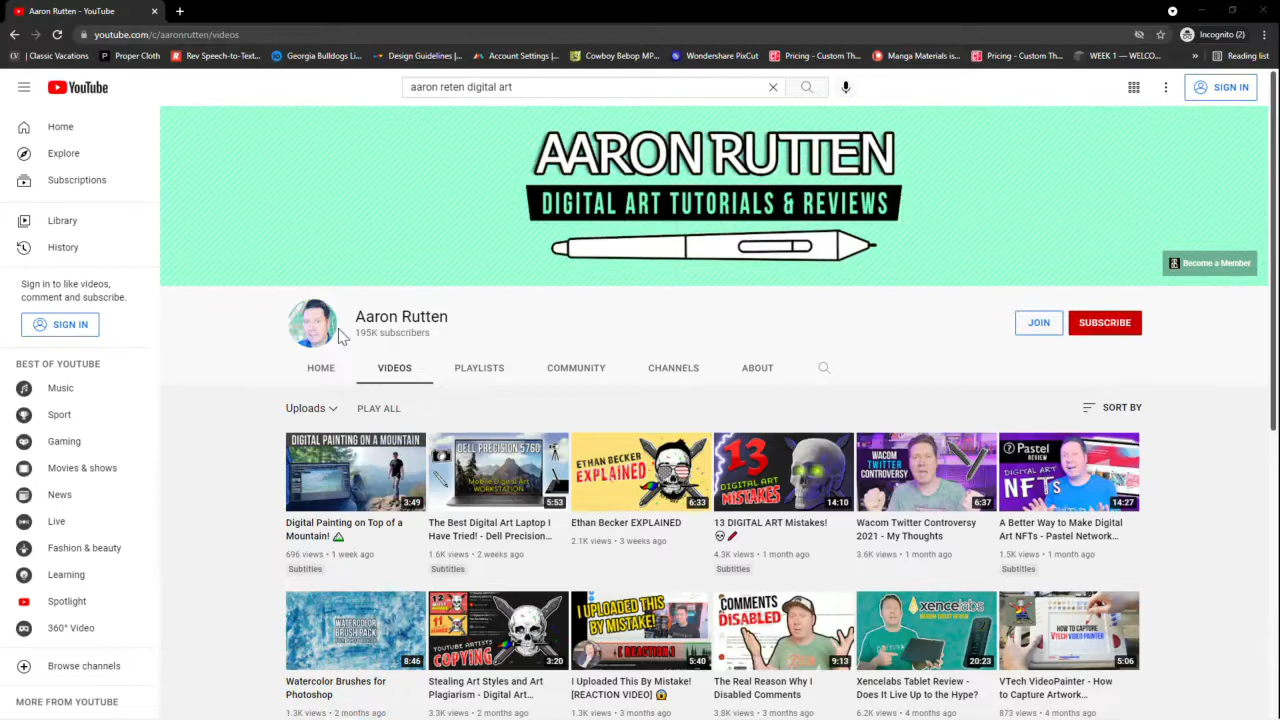 Aaron Rutten - YouTube
youtube.com/c/aaronrutten/videos
Incognito (2)
(1) Classic Vacations
Proper Cloth
Rev Speech-to-Text...
Georgia Bulldogs Li...
Design Guidelines |...
Account Settings |...
Cowboy Bebop MP...
Wondershare PixCut
Pricing - Custom Th...
Manga Materials is...
Pricing - Custom Th...
WEEK 1 — WELCO...
Reading list
YouTube
aaron reten digital art
SIGN IN
Home
Explore
Subscriptions
Library
History
Sign in to like videos,
comment and subscribe.
SIGN IN
BEST OF YOUTUBE
Music
Sport
Gaming
Movies & shows
News
Live
Fashion & beauty
Learning
Spotlight
360° Video
Browse channels
MORE FROM YOUTUBE
AARON RUTTEN
DIGITAL ART TUTORIALS & REVIEWS
Become a Member
Aaron Rutten
195K subscribers
JOIN
SUBSCRIBE
HOME
VIDEOS
PLAYLISTS
COMMUNITY
CHANNELS
ABOUT
Uploads
PLAY ALL
SORT BY
DIGITAL PAINTING ON A MOUNTAIN
3:49
Digital Painting on Top of a
Mountain!
696 views • 1 week ago
Subtitles
DELL PRECISION 5760
Mobile Digital Art
WORKSTATION
5:53
The Best Digital Art Laptop I
Have Tried! - Dell Precision...
1.6K views • 2 weeks ago
Subtitles
ETHAN BECKER
EXPLAINED
6:33
Ethan Becker EXPLAINED
2.1K views • 3 weeks ago
13
DIGITAL ART
MISTAKES
14:10
13 DIGITAL ART Mistakes!
4.3K views • 1 month ago
Subtitles
WACOM
TWITTER
CONTROVERSY
6:37
Wacom Twitter Controversy
2021 - My Thoughts
3.6K views • 1 month ago
Pastel
REVIEW
DIGITAL ART
NFTs
14:27
A Better Way to Make Digital
Art NFTs - Pastel Network...
1.5K views • 1 month ago
Subtitles
WATERCOLOR
BRUSH PACK
8:46
Watercolor Brushes for
Photoshop
1.3K views • 2 months ago
YOUTUBE ARTISTS
COPYING
3:20
Stealing Art Styles and Art
Plagiarism - Digital Art...
3.3K views • 2 months ago
I UPLOADED THIS
BY MISTAKE!
REACTION
5:40
I Uploaded This By Mistake!
[REACTION VIDEO]
1.3K views • 3 months ago
COMMENTS
DISABLED
9:13
The Real Reason Why I
Disabled Comments
3.8K views • 3 months ago
xencelabs
20:23
Xencelabs Tablet Review -
Does It Live Up to the Hype?
6.2K views • 4 months ago
HOW TO CAPTURE
VTECH VIDEO PAINTER
5:06
VTech VideoPainter - How
to Capture Artwork...
873 views • 4 months ago